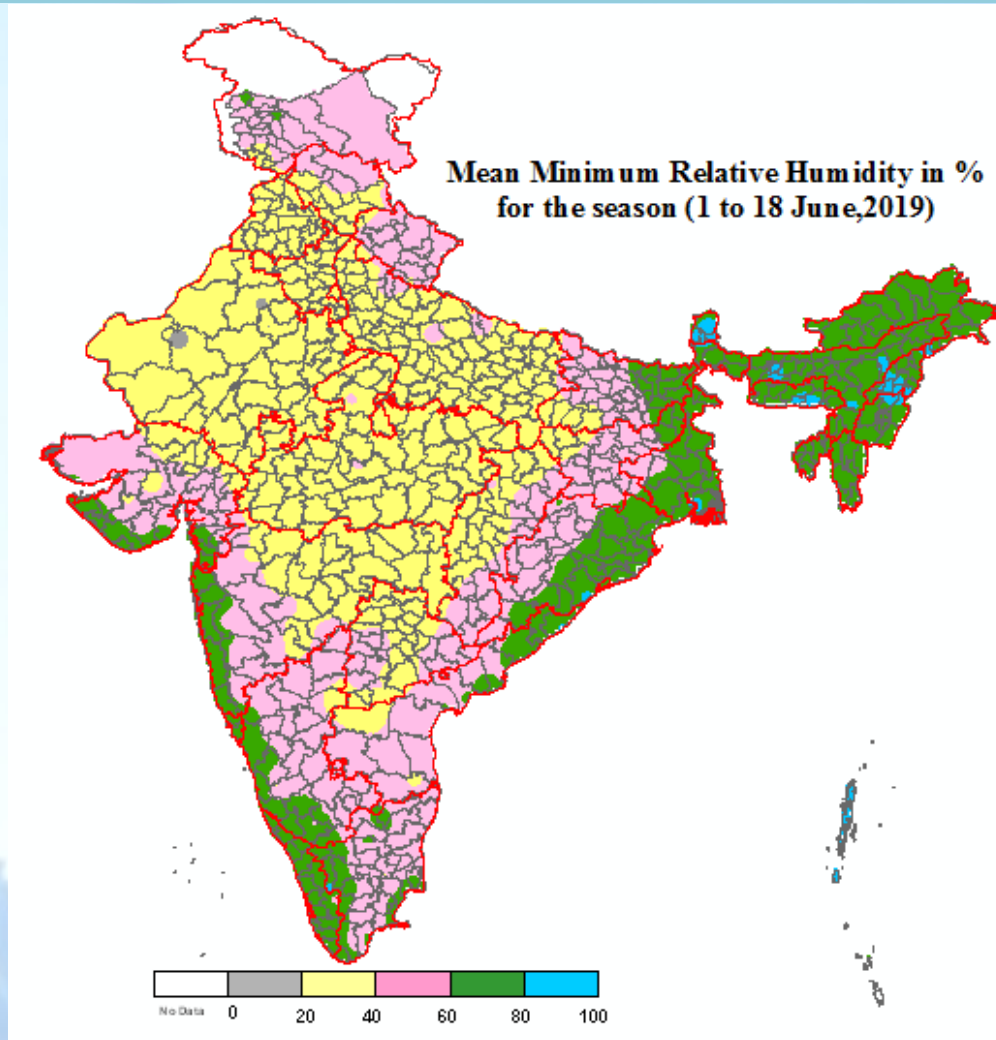 Mean Minimum Relative Humidity in %
for the season (1 to 18 June,2019)
No Data 0 20 40 60 80 100